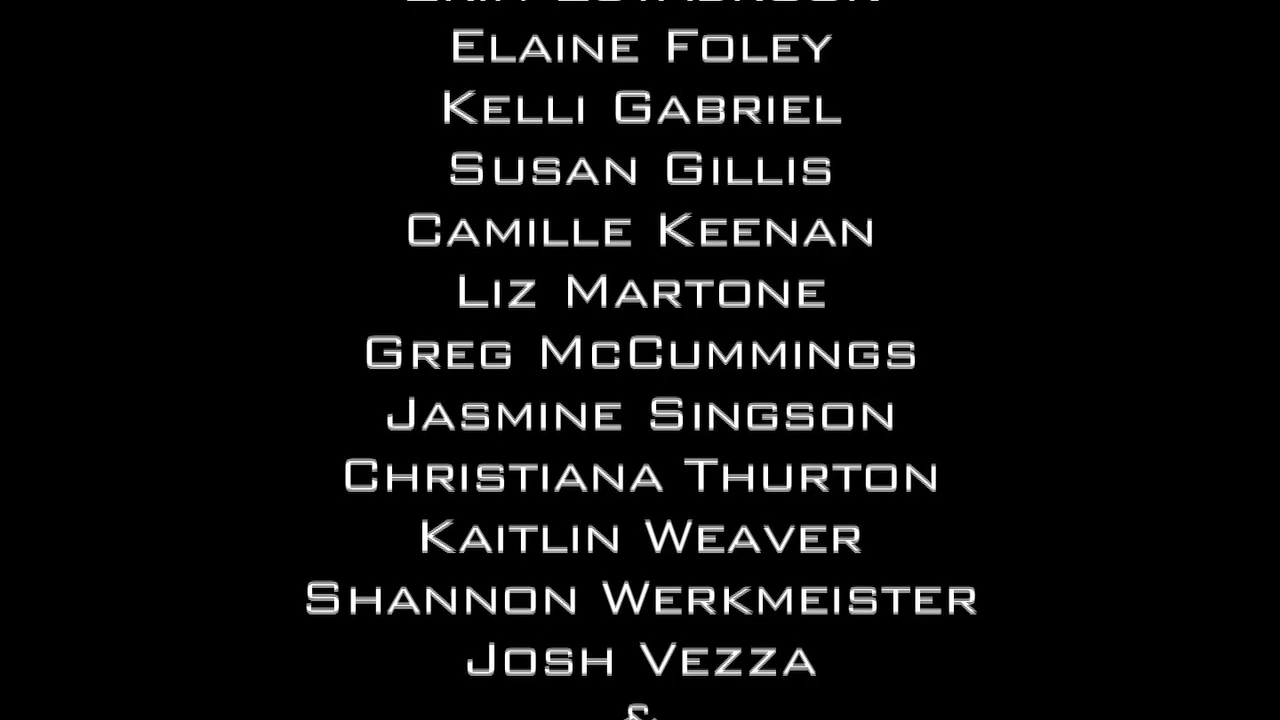 Elaine Foley
Kelli Gabriel
Susan Gillis
Camille Keenan
Liz Martone
Greg McCummings
Jasmine Singson
Christiana Thurton
Kaitlin Weaver
Shannon Werkmeister
Josh Vezza
&